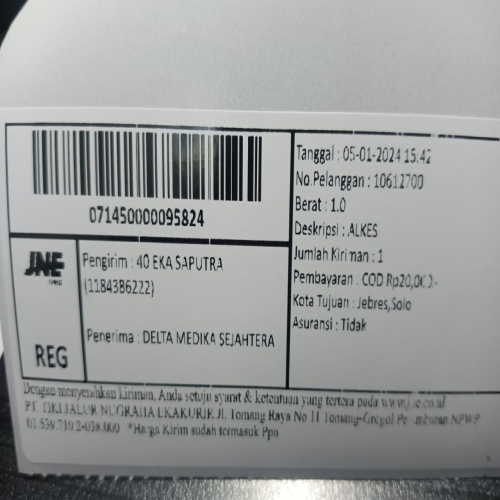 071450000095824
JNE
REG
Pengirim : 40 EKA SAPUTRA
(1184386222)
Penerima : DELTA MEDIKA SEJAHTERA
Tanggal : 05-01-2024 15:42
No.Pelanggan : 10612700
Berat : 1.0
Deskripsi : ALKES
Jumlah Kiriman : 1
Pembayaran : COD
Kota Tujuan : Jebres,Solo
Asuransi : Tidak
Dengan menyerahkan kiriman, Anda setuju syarat & ketentuan yang tertera pada
PT. TIKI JALUR NUGRAHA EKAKURIR Jl. Tomang Raya No 11 Tomang-Grogol NPWP
*Harga Kirim sudah termasuk Ppn